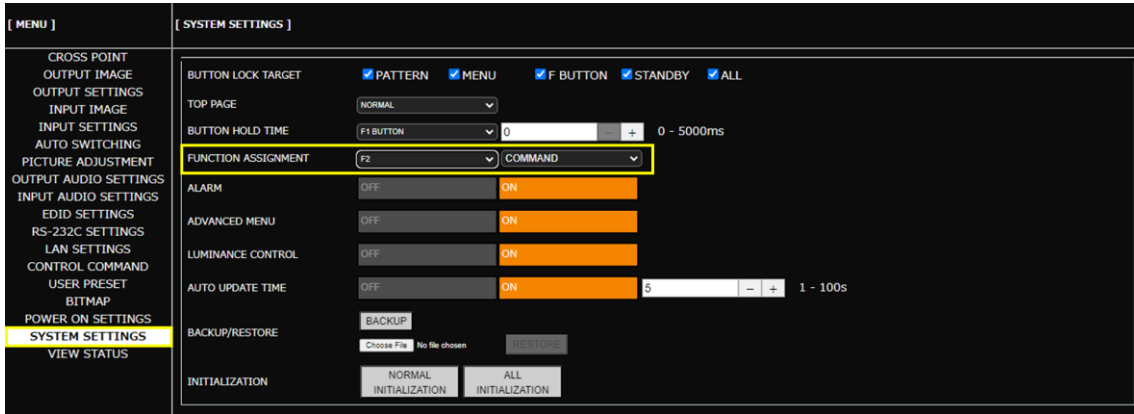 [ MENU ]
[ SYSTEM SETTINGS ]
CROSS POINT
OUTPUT IMAGE
OUTPUT SETTINGS
INPUT IMAGE
INPUT SETTINGS
AUTO SWITCHING
PICTURE ADJUSTMENT
OUTPUT AUDIO SETTINGS
INPUT AUDIO SETTINGS
EDID SETTINGS
RS-232C SETTINGS
LAN SETTINGS
CONTROL COMMAND
USER PRESET
BITMAP
POWER ON SETTINGS
SYSTEM SETTINGS
VIEW STATUS
BUTTON LOCK TARGET PATTERN MENU F BUTTON STANDBY ALL
TOP PAGE NORMAL
BUTTON HOLD TIME F1 BUTTON 0 - + 0 - 5000ms
FUNCTION ASSIGNMENT F2 COMMAND
ALARM OFF ON
ADVANCED MENU OFF ON
LUMINANCE CONTROL OFF ON
AUTO UPDATE TIME OFF ON 5 - + 1 - 100s
BACKUP/RESTORE BACKUP
Choose File No file chosen RESTORE
INITIALIZATION NORMAL INITIALIZATION ALL INITIALIZATION